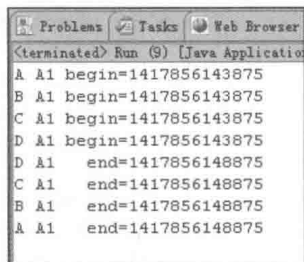 Problems Tasks Web Browser
<terminated> Run (9) [Java Applicatio
A A1 begin=1417856143875
B A1 begin=1417856143875
C A1 begin=1417856143875
D A1 begin=1417856143875
D A1   end=1417856148875
C A1   end=1417856148875
B A1   end=1417856148875
A A1   end=1417856148875